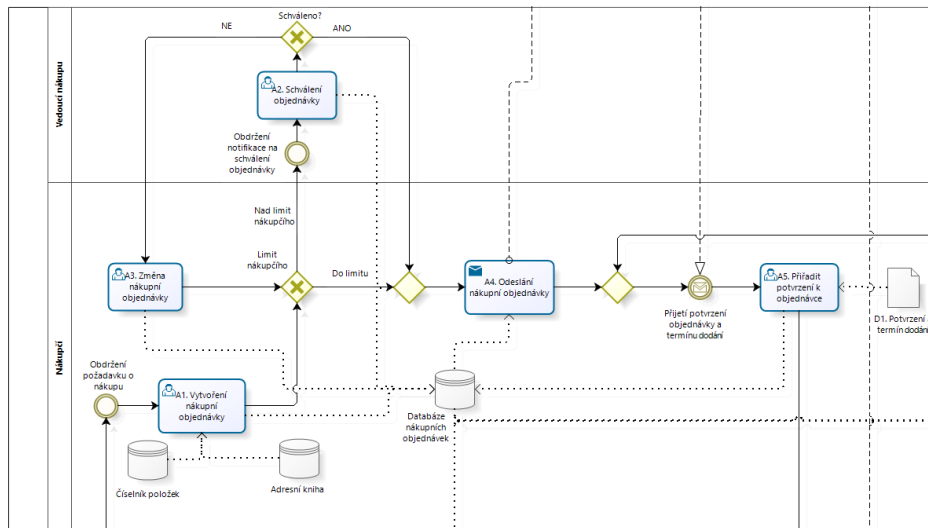 Schváleno?
NE
ANO
Vedoucí nákupu
A2. Schválení
objednávky
Obdržení
notifikace na
schválení
objednávky
Nad limit
nákupčího
Limit
nákupčího
Do limitu
A3. Změna
nákupní
objednávky
A4. Odeslání
nákupní objednávky
A5. Přiřadit
potvrzení k
objednávce
Přijetí potvrzení
objednávky a
termínu dodání
D1. Potvrzení a
termín dodání
Nákupčí
Obdržení
požadavku o
nákupu
A1. Vytvoření
nákupní
objednávky
Databáze
nákupních
objednávek
Číselník položek
Adresní kniha